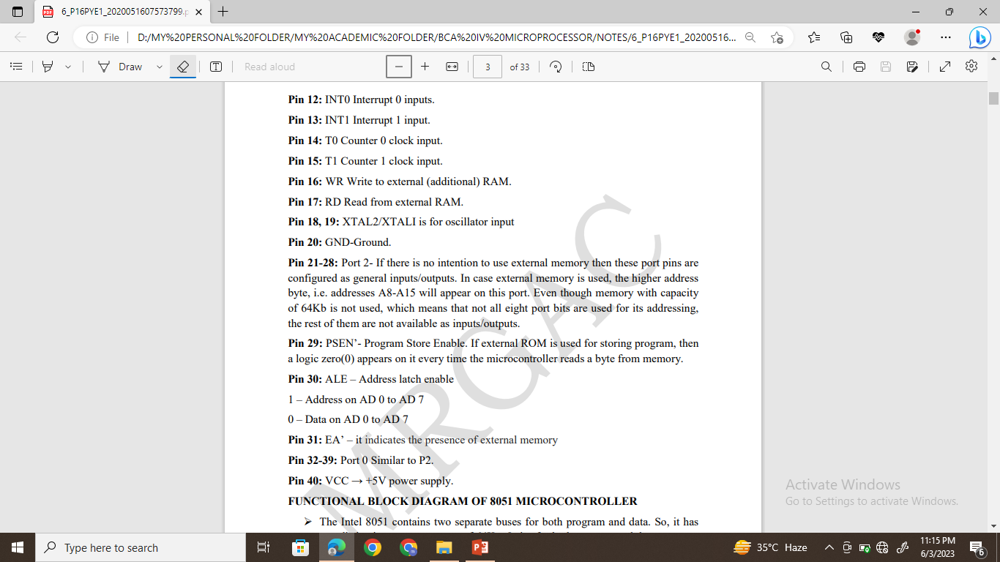 6_P16PYE1_2020051607573799.p
File
D:/MY%20PERSONAL%20FOLDER/MY%20ACADEMIC%20FOLDER/BCA%20IV%20MICROPROCESSOR/NOTES/6_P16PYE1_20200516...
Draw
Read aloud
3
of 33
Pin 12: INT0 Interrupt 0 inputs.
Pin 13: INT1 Interrupt 1 input.
Pin 14: T0 Counter 0 clock input.
Pin 15: T1 Counter 1 clock input.
Pin 16: WR Write to external (additional) RAM.
Pin 17: RD Read from external RAM.
Pin 18, 19: XTAL2/XTALI is for oscillator input
Pin 20: GND-Ground.
Pin 21-28: Port 2- If there is no intention to use external memory then these port pins are
configured as general inputs/outputs. In case external memory is used, the higher address
byte, i.e. addresses A8-A15 will appear on this port. Even though memory with capacity
of 64Kb is not used, which means that not all eight port bits are used for its addressing,
the rest of them are not available as inputs/outputs.
Pin 29: PSEN’- Program Store Enable. If external ROM is used for storing program, then
a logic zero(0) appears on it every time the microcontroller reads a byte from memory.
Pin 30: ALE – Address latch enable
1 – Address on AD 0 to AD 7
0 – Data on AD 0 to AD 7
Pin 31: EA’ – it indicates the presence of external memory
Pin 32-39: Port 0 Similar to P2.
Pin 40: VCC → +5V power supply.
FUNCTIONAL BLOCK DIAGRAM OF 8051 MICROCONTROLLER
➢ The Intel 8051 contains two separate buses for both program and data. So, it has
MRGAC
Activate Windows
Go to Settings to activate Windows.
Type here to search
35°C Haze
11:15 PM
6/3/2023
6